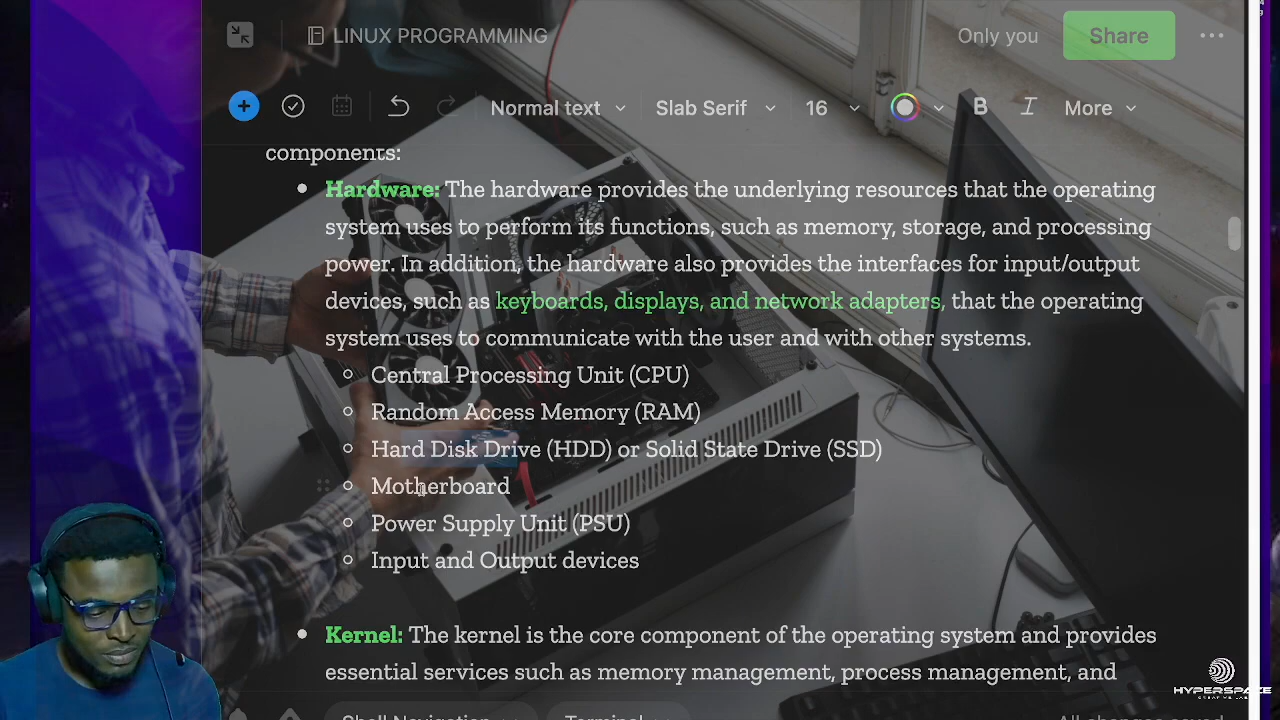 LINUX PROGRAMMING
Only you
Share
Normal text
Slab Serif
16
B
I
More
components:
Hardware: The hardware provides the underlying resources that the operating
system uses to perform its functions, such as memory, storage, and processing
power. In addition, the hardware also provides the interfaces for input/output
devices, such as keyboards, displays, and network adapters, that the operating
system uses to communicate with the user and with other systems.
Central Processing Unit (CPU)
Random Access Memory (RAM)
Hard Disk Drive (HDD) or Solid State Drive (SSD)
Motherboard
Power Supply Unit (PSU)
Input and Output devices
Kernel: The kernel is the core component of the operating system and provides
essential services such as memory management, process management, and
Shell Navigation
Terminal
All changes saved
HYPERSPACE